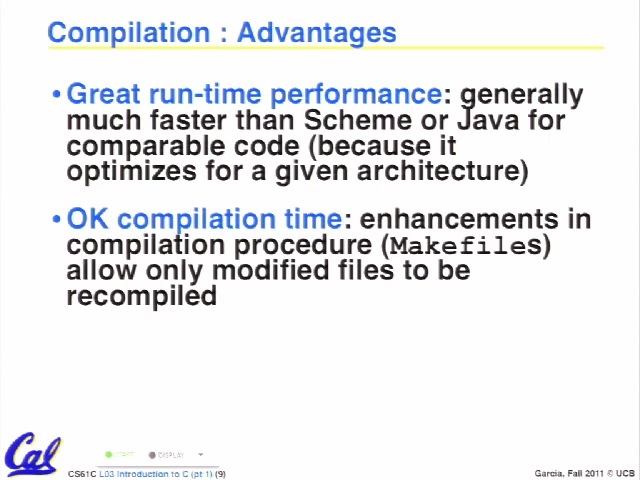 Compilation : Advantages
•Great run-time performance: generally
much faster than Scheme or Java for
comparable code (because it
optimizes for a given architecture)
•OK compilation time: enhancements in
compilation procedure (Makefiles)
allow only modified files to be
recompiled
Cal
START DISPLAY
CS61C L03 Introduction to C (pt 1) (9)
Garcia, Fall 2011 © UCB